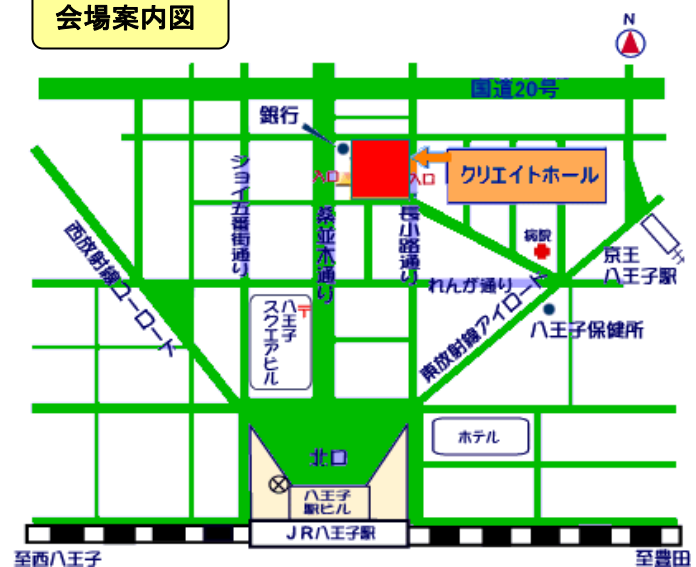 会場案内図
N
国道20号
銀行
クリエイトホール
入口
入口
ジョイ五番街通り
桑並木通り
長小路通り
西放射線ユーロード
病院
京王
八王子駅
れんが通り
東放射線アイロード
八王子保健所
〒
八王子
スクエアビル
ホテル
北口
八王子
駅ビル
JR八王子駅
至西八王子
至豊田